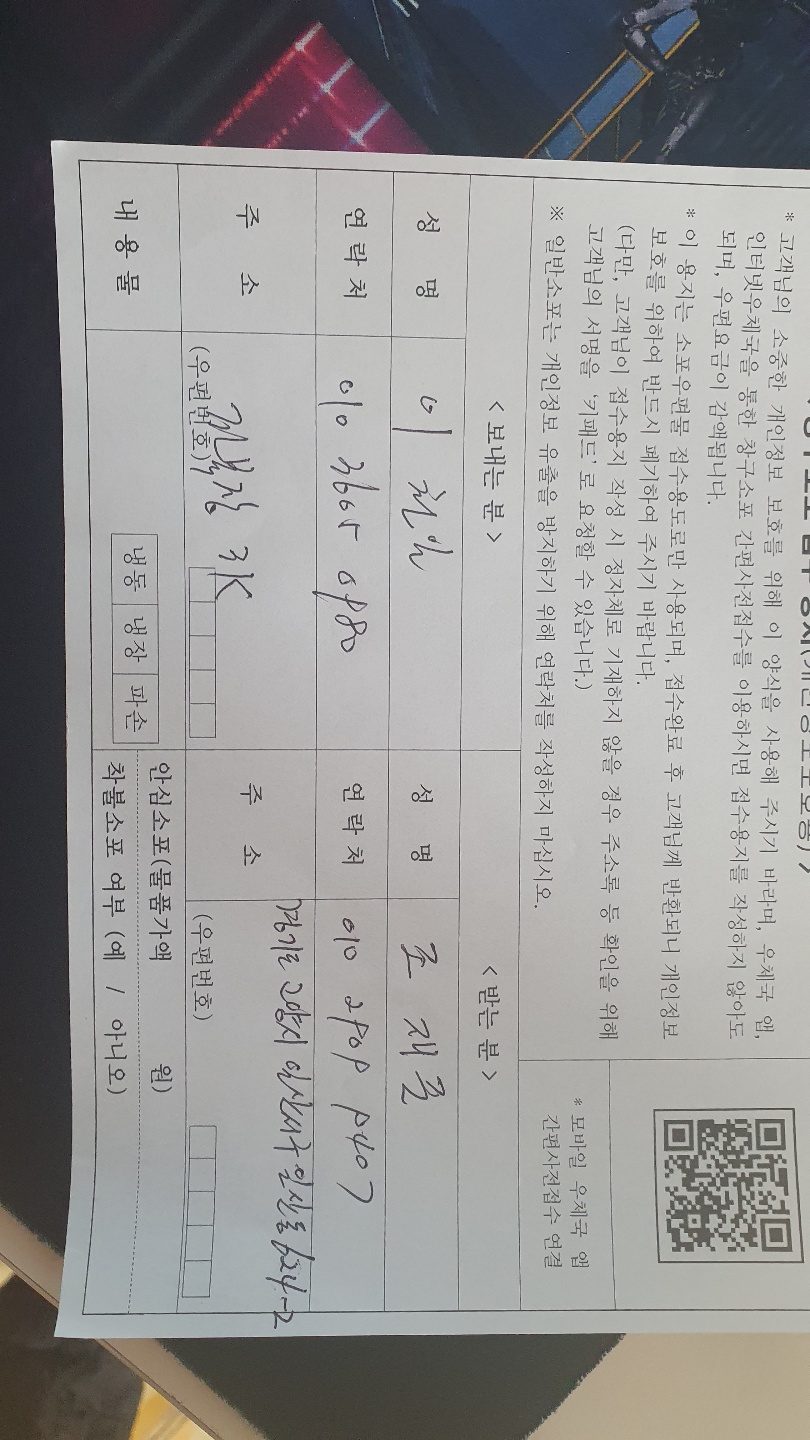 * 고객님의 소중한 개인정보 보호를 위해 이 양식을 사용해 주시기 바라며, 우체국 앱,
인터넷우체국을 통한 창구소포 간편사전접수를 이용하시면 접수용지를 작성하지 않아도
되며, 우편요금이 감액됩니다.
* 이 용지는 소포우편물 접수용도로만 사용되며, 접수완료 후 고객님께 반환되니 개인정보
보호를 위하여 반드시 폐기하여 주시기 바랍니다.
(다만, 고객님이 접수용지 작성 시 정자체로 기재하지 않을 경우 주소록 등 확인을 위해
고객님의 서명을 '키패드'로 요청할 수 있습니다.)
※ 일반소포는 개인정보 유출을 방지하기 위해 연락처를 작성하지 마십시오.
* 모바일 우체국 앱
간편사전접수 연결
< 보내는 분 > < 받는 분 >
성 명 이 성 명 조 재
연 락 처 010 3665 0980 연 락 처 010 2909 9407
주 소 주 소 경기도 고양시 일산서구 일산로 624-2
(우편번호) (우편번호)
내 용 물 냉동 냉장 파손
안심소포(물품가액 원)
착불소포 여부 (예 / 아니오)